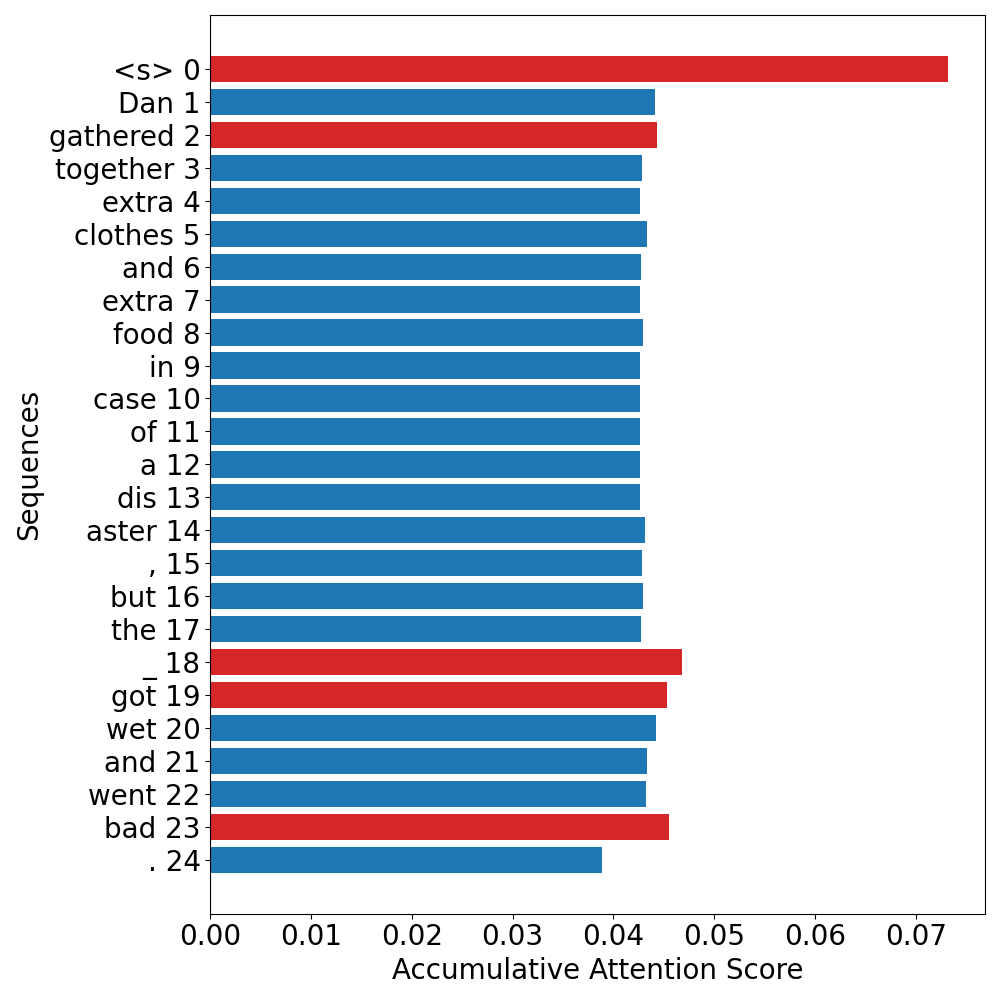 <s> 0
Dan 1
gathered 2
together 3
extra 4
clothes 5
and 6
extra 7
food 8
in 9
case 10
of 11
a 12
dis 13
aster 14
, 15
but 16
the 17
_ 18
got 19
wet 20
and 21
went 22
bad 23
. 24
Sequences
0.00 0.01 0.02 0.03 0.04 0.05 0.06 0.07
Accumulative Attention Score